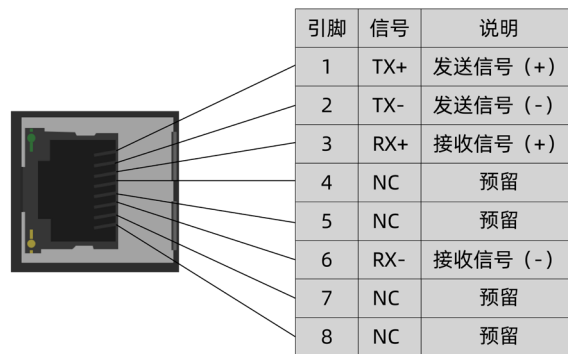 引脚 信号 说明
1 TX+ 发送信号（+）
2 TX- 发送信号（-）
3 RX+ 接收信号（+）
4 NC 预留
5 NC 预留
6 RX- 接收信号（-）
7 NC 预留
8 NC 预留